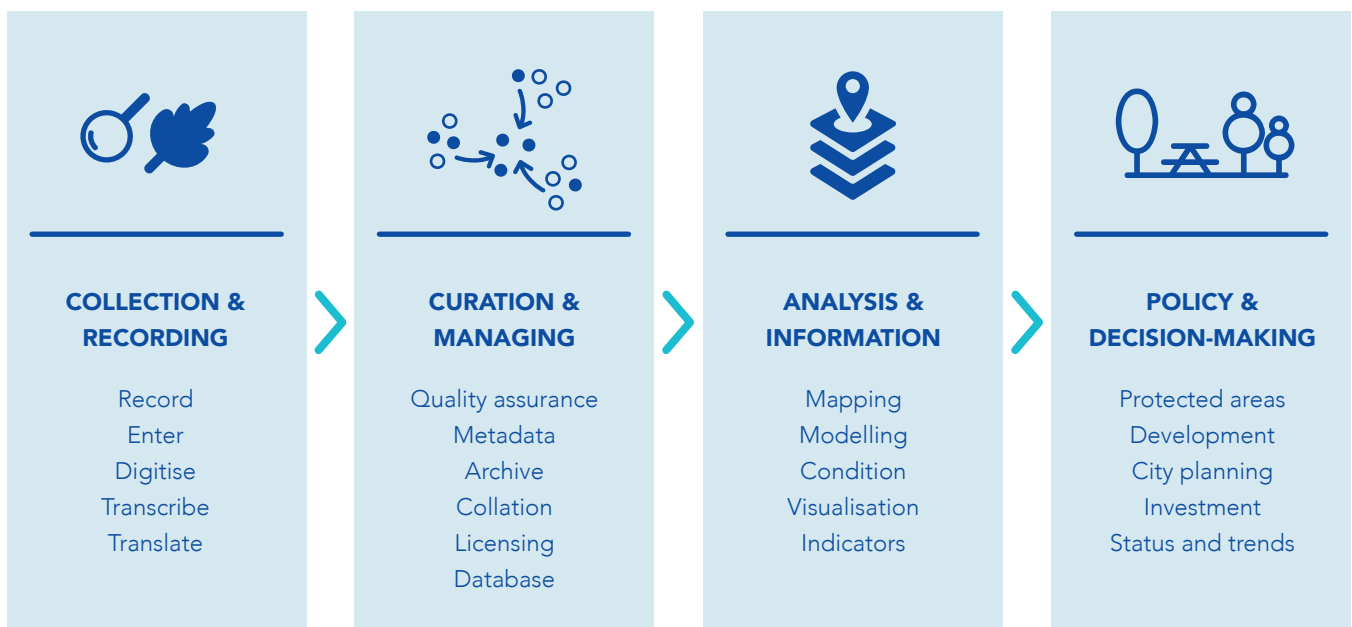 COLLECTION &
RECORDING
Record
Enter
Digitise
Transcribe
Translate
CURATION &
MANAGING
Quality assurance
Metadata
Archive
Collation
Licensing
Database
ANALYSIS &
INFORMATION
Mapping
Modelling
Condition
Visualisation
Indicators
POLICY &
DECISION-MAKING
Protected areas
Development
City planning
Investment
Status and trends